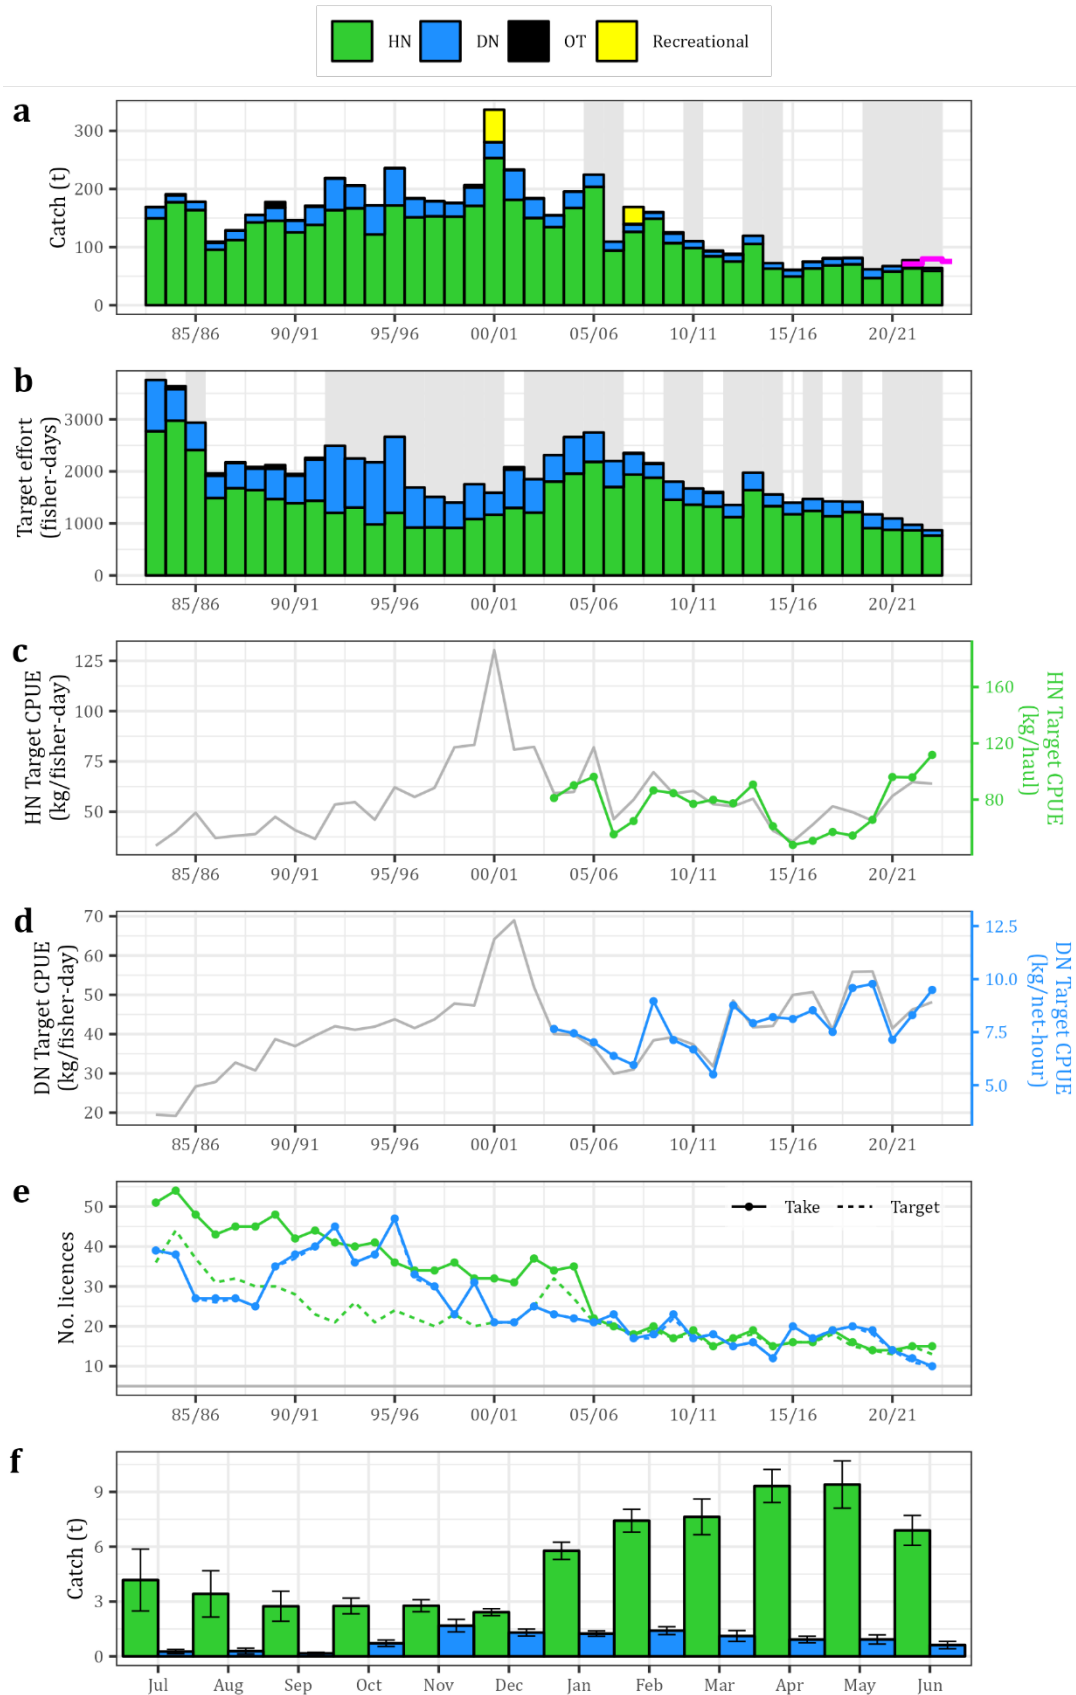 HN DN OT Recreational
a
Catch (t)
300
200
100
0
85/86 90/91 95/96 00/01 05/06 10/11 15/16 20/21
b
Target effort
(fisher-days)
3000
2000
1000
0
85/86 90/91 95/96 00/01 05/06 10/11 15/16 20/21
c
HN Target CPUE
(kg/fisher-day)
125
100
75
50
HN Target CPUE
(kg/haul)
160
120
80
85/86 90/91 95/96 00/01 05/06 10/11 15/16 20/21
d
DN Target CPUE
(kg/fisher-day)
70
60
50
40
30
20
DN Target CPUE
(kg/net-hour)
12.5
10.0
7.5
5.0
85/86 90/91 95/96 00/01 05/06 10/11 15/16 20/21
e
No. licences
50
40
30
20
10
Take Target
85/86 90/91 95/96 00/01 05/06 10/11 15/16 20/21
f
Catch (t)
9
6
3
0
Jul Aug Sep Oct Nov Dec Jan Feb Mar Apr May Jun